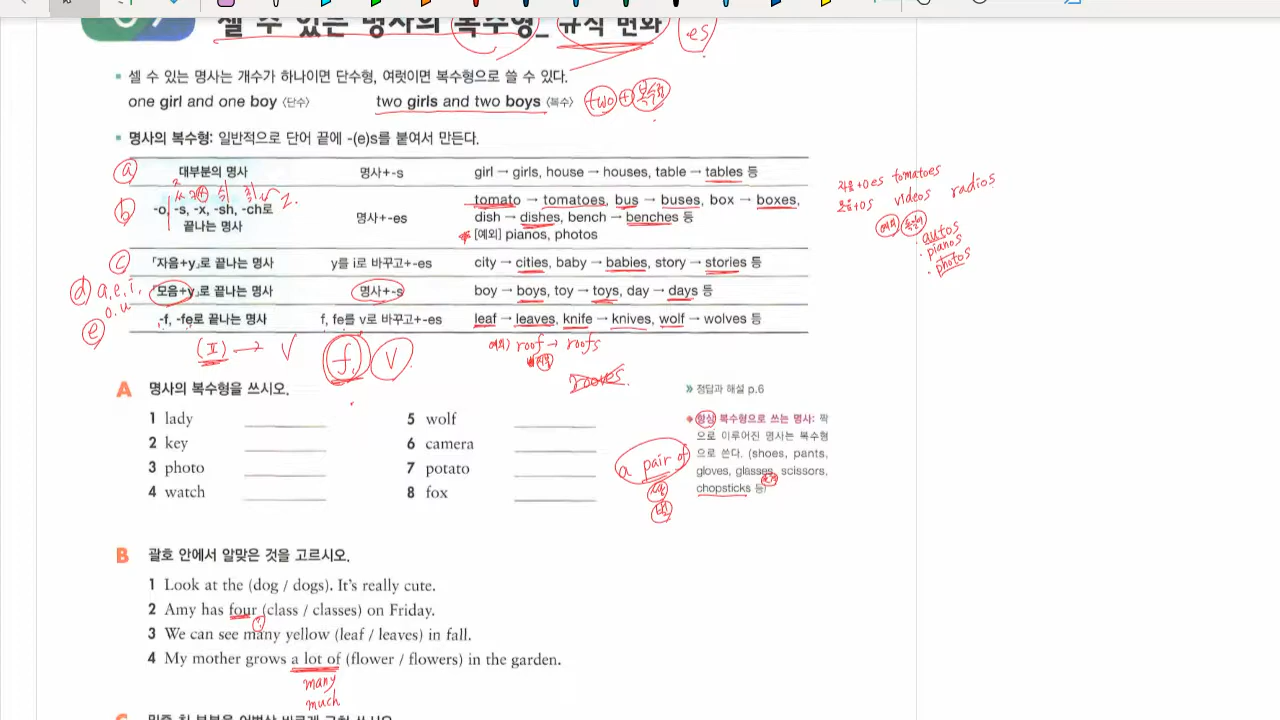 셀 수 있는 명사의 복수형_ 규칙 변화 es
셀 수 있는 명사는 개수가 하나이면 단수형, 여럿이면 복수형으로 쓸 수 있다.
one girl and one boy 〈단수〉 two girls and two boys 〈복수〉 two + 복수형
명사의 복수형: 일반적으로 단어 끝에 -(e)s를 붙여서 만든다.
a 대부분의 명사 명사+-s girl → girls, house → houses, table → tables 등
b -o, -s, -x, -sh, -ch로 끝나는 명사 명사+-es tomato → tomatoes, bus → buses, box → boxes,
dish → dishes, bench → benches 등
[예외] pianos, photos
c 「자음+y」로 끝나는 명사 y를 i로 바꾸고+-es city → cities, baby → babies, story → stories 등
d a, e, i, o, u 「모음+y」로 끝나는 명사 명사+-s boy → boys, toy → toys, day → days 등
e -f, -fe로 끝나는 명사 f, fe를 v로 바꾸고+-es leaf → leaves, knife → knives, wolf → wolves 등
자음+oes tomatoes
모음+os videos radios
예외
autos
pianos
photos
→ V f V 예외) roof → roofs
rooves
A 명사의 복수형을 쓰시오.
1 lady
2 key
3 photo
4 watch
5 wolf
6 camera
7 potato
8 fox
» 정답과 해설 p.6
항상 복수형으로 쓰는 명사: 짝
으로 이루어진 명사는 복수형
으로 쓴다. (shoes, pants,
gloves, glasses, scissors,
chopsticks 등)
a pair of
쌍
벌
B 괄호 안에서 알맞은 것을 고르시오.
1 Look at the (dog / dogs). It's really cute.
2 Amy has four (class / classes) on Friday.
3 We can see many yellow (leaf / leaves) in fall.
4 My mother grows a lot of (flower / flowers) in the garden.
many
much